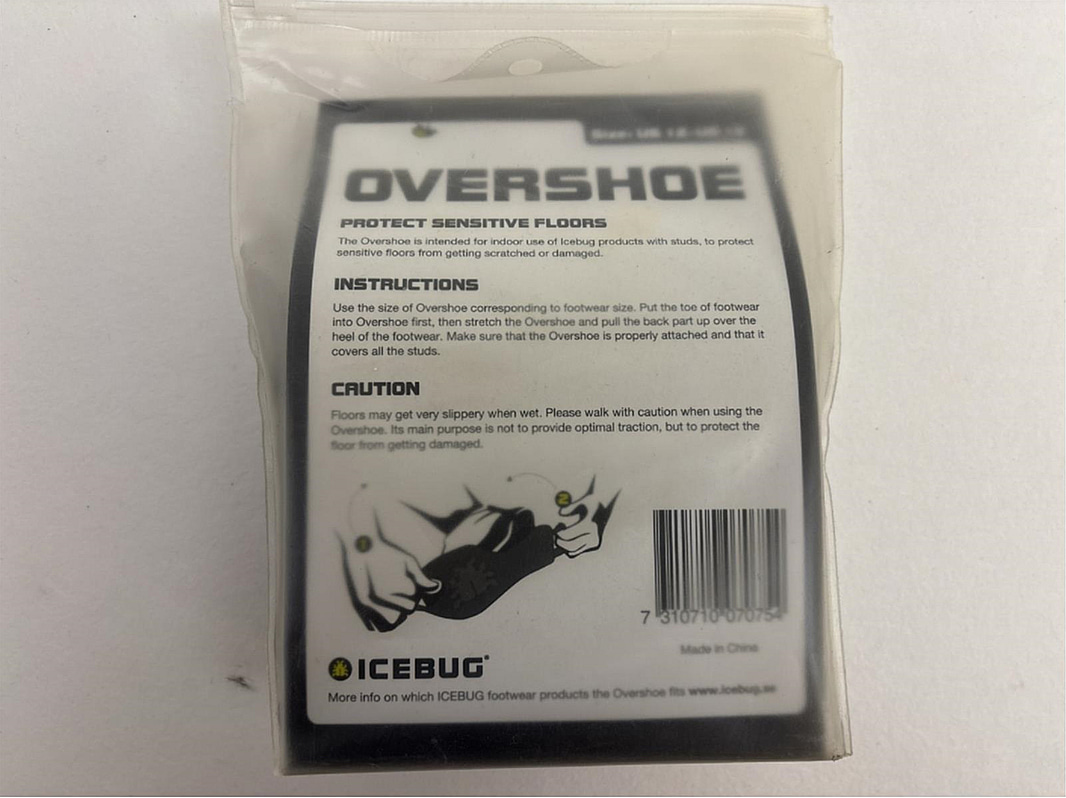 Size: US
OVERSHOE
PROTECT SENSITIVE FLOORS
The Overshoe is intended for indoor use of Icebug products with studs, to protect
sensitive floors from getting scratched or damaged.
INSTRUCTIONS
Use the size of Overshoe corresponding to footwear size. Put the toe of footwear
into Overshoe first, then stretch the Overshoe and pull the back part up over the
heel of the footwear. Make sure that the Overshoe is properly attached and that it
covers all the studs.
CAUTION
Floors may get very slippery when wet. Please walk with caution when using the
Overshoe. Its main purpose is not to provide optimal traction, but to protect the
floor from getting damaged.
1
2
7 310710 070754
Made in China
ICEBUG®
More info on which ICEBUG footwear products the Overshoe fits www.icebug.se